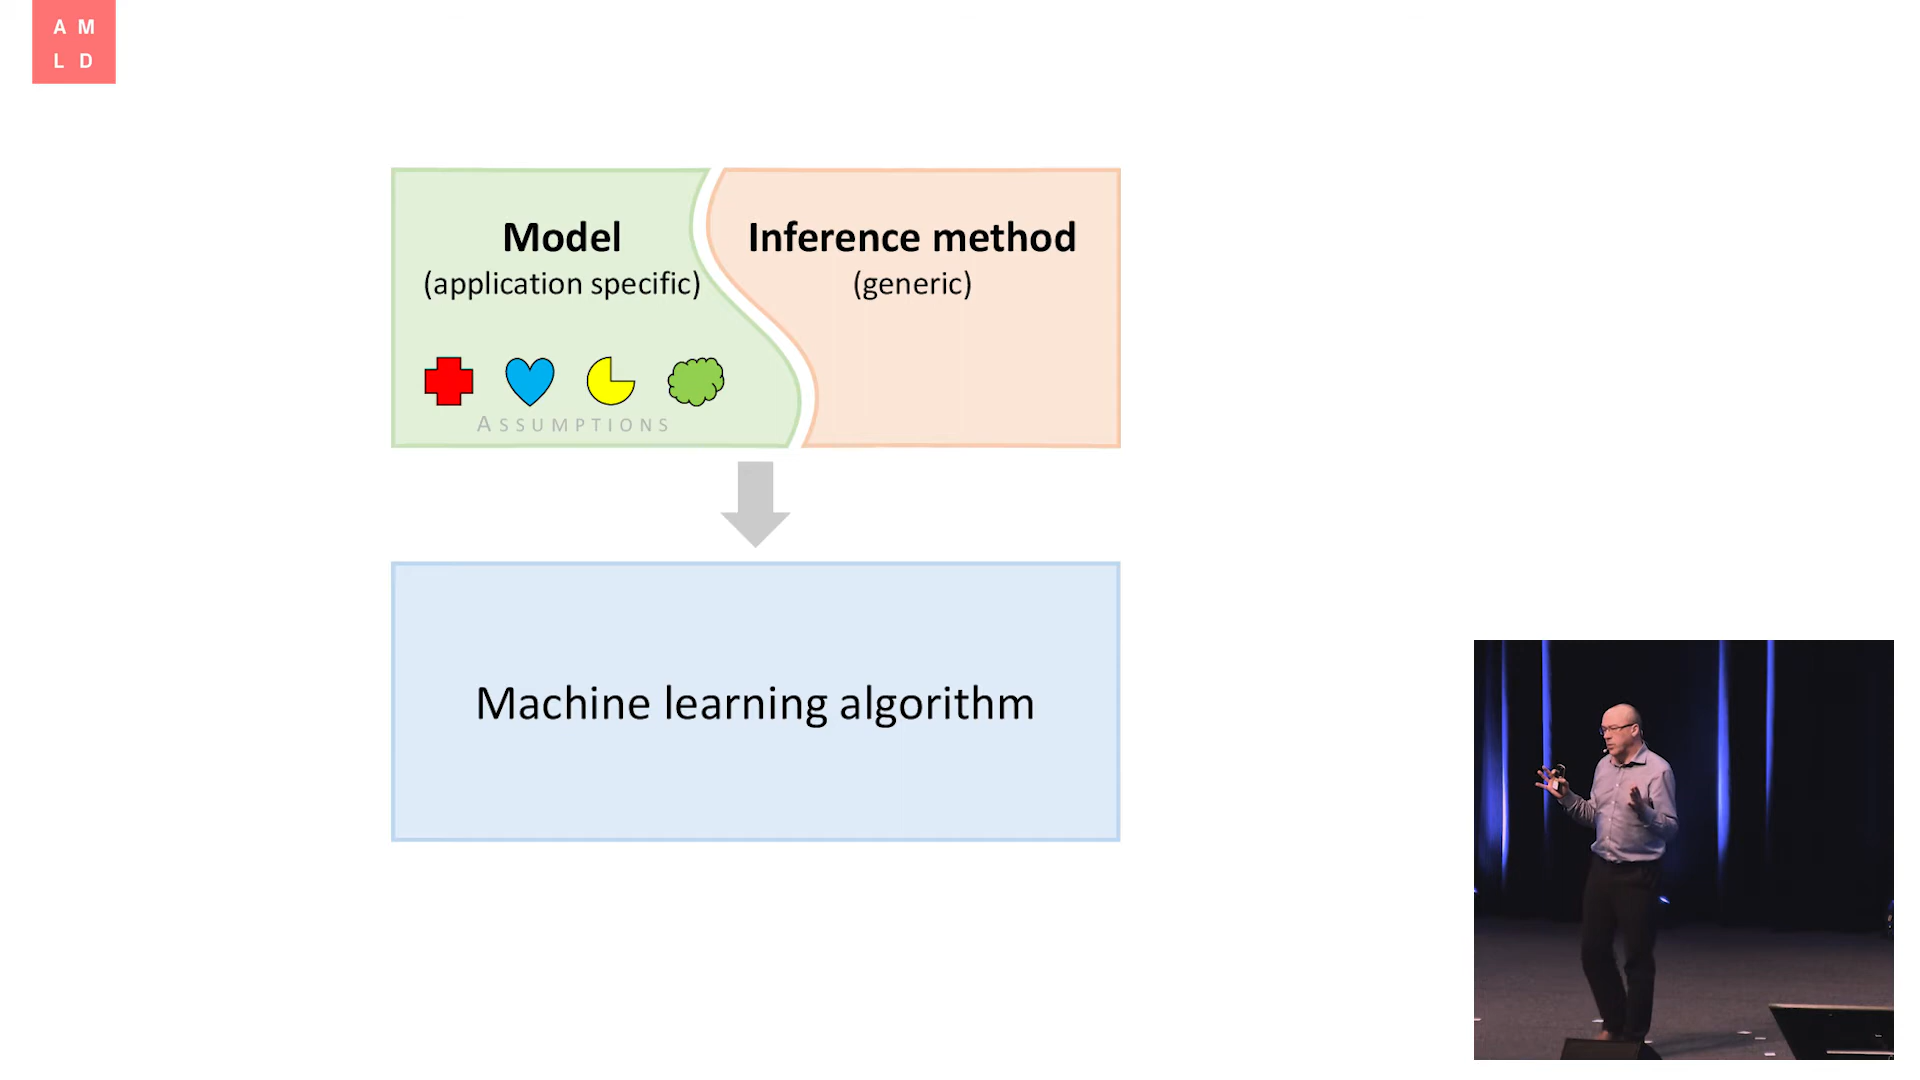 A M
L D
Model
(application specific)
Inference method
(generic)
ASSUMPTIONS
Machine learning algorithm